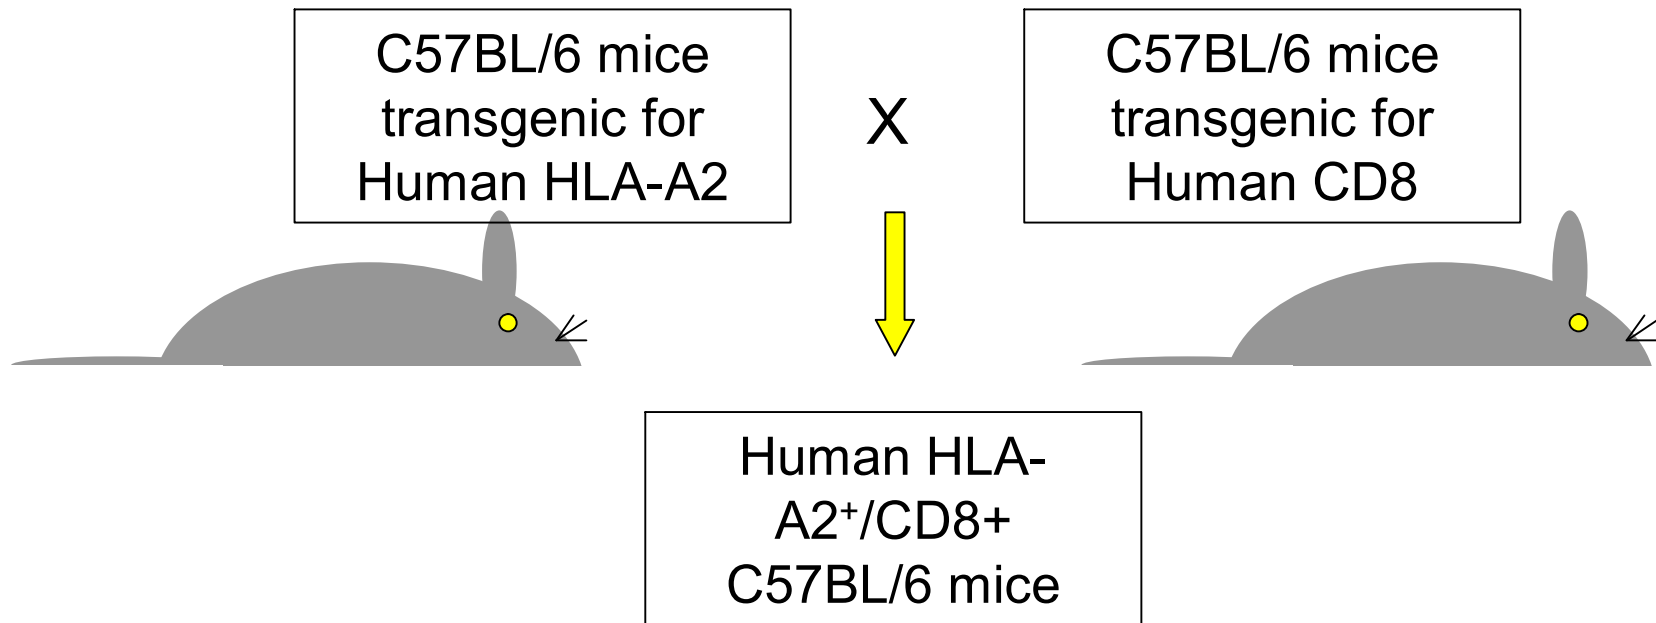 C57BL/6 mice
transgenic for
Human HLA-A2
X
C57BL/6 mice
transgenic for
Human CD8
Human HLA-
A2⁺/CD8+
C57BL/6 mice